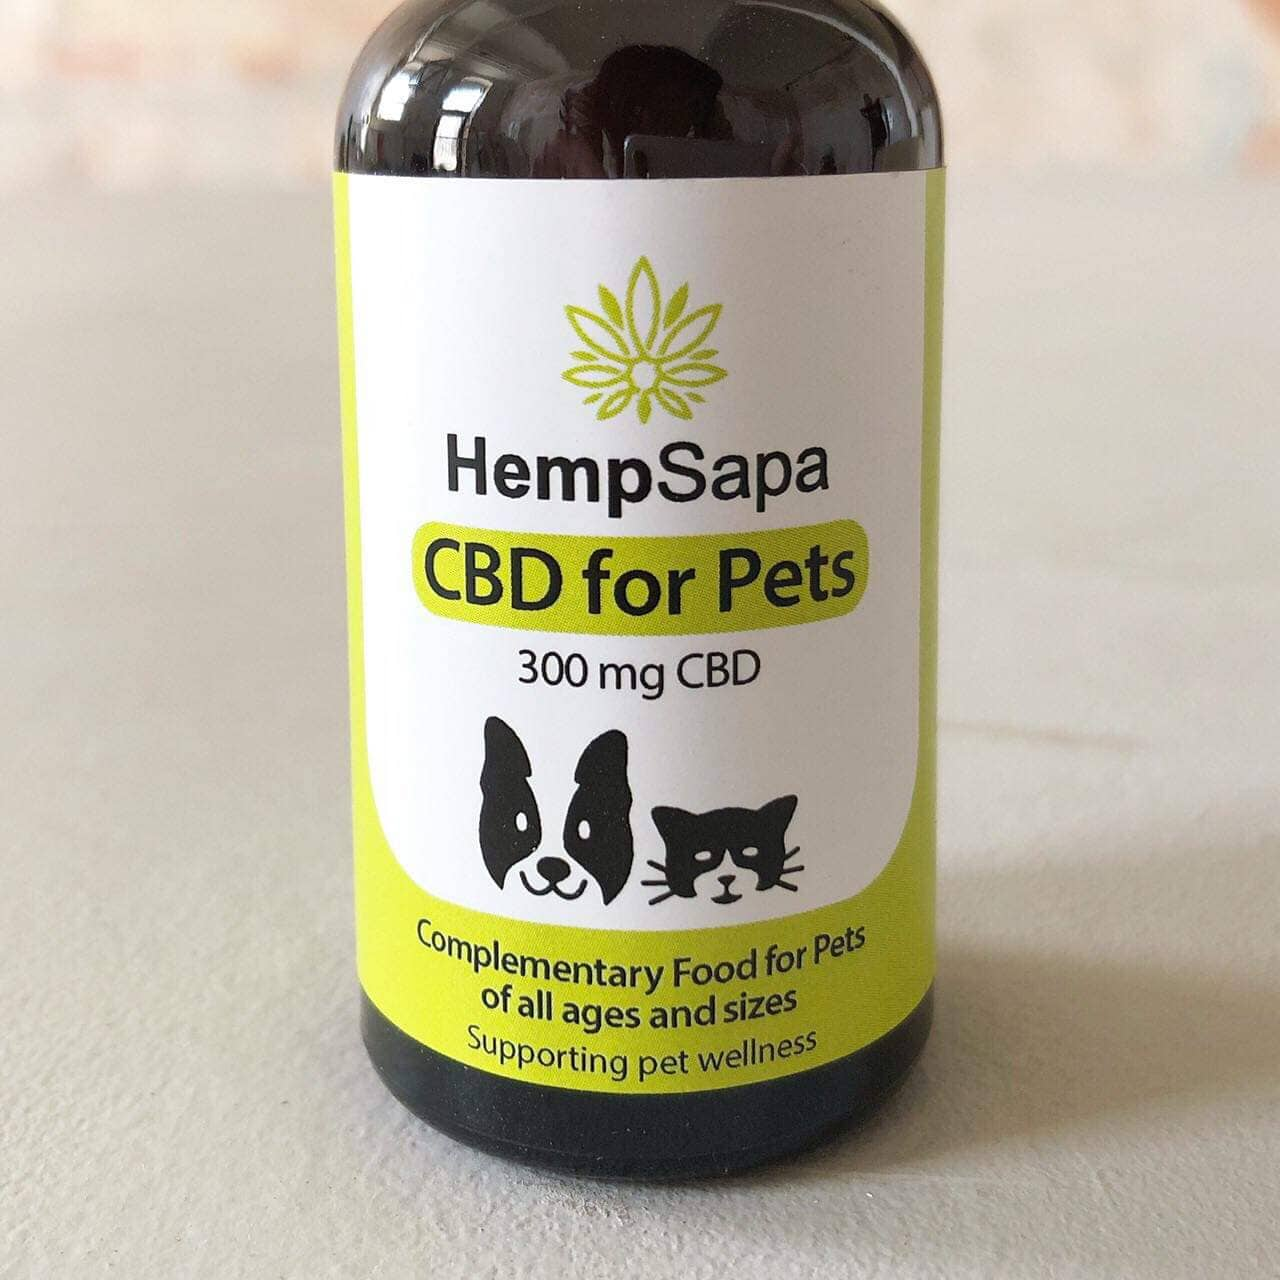 HempSapa
CBD for Pets
300 mg CBD
Complementary Food for Pets
of all ages and sizes
Supporting pet wellness